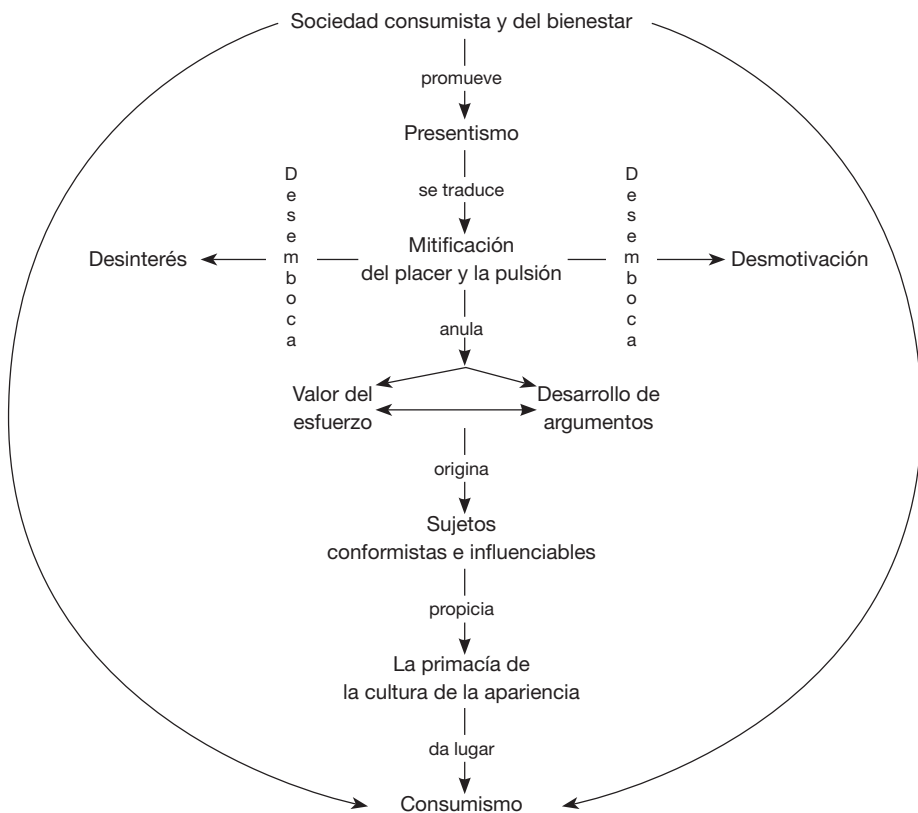 Sociedad consumista y del bienestar
promueve
Presentismo
se traduce
Desemboca
Desemboca
Desinterés
Mitificación
del placer y la pulsión
Desmotivación
anula
Valor del
esfuerzo
Desarrollo de
argumentos
origina
Sujetos
conformistas e influenciables
propicia
La primacía de
la cultura de la apariencia
da lugar
Consumismo